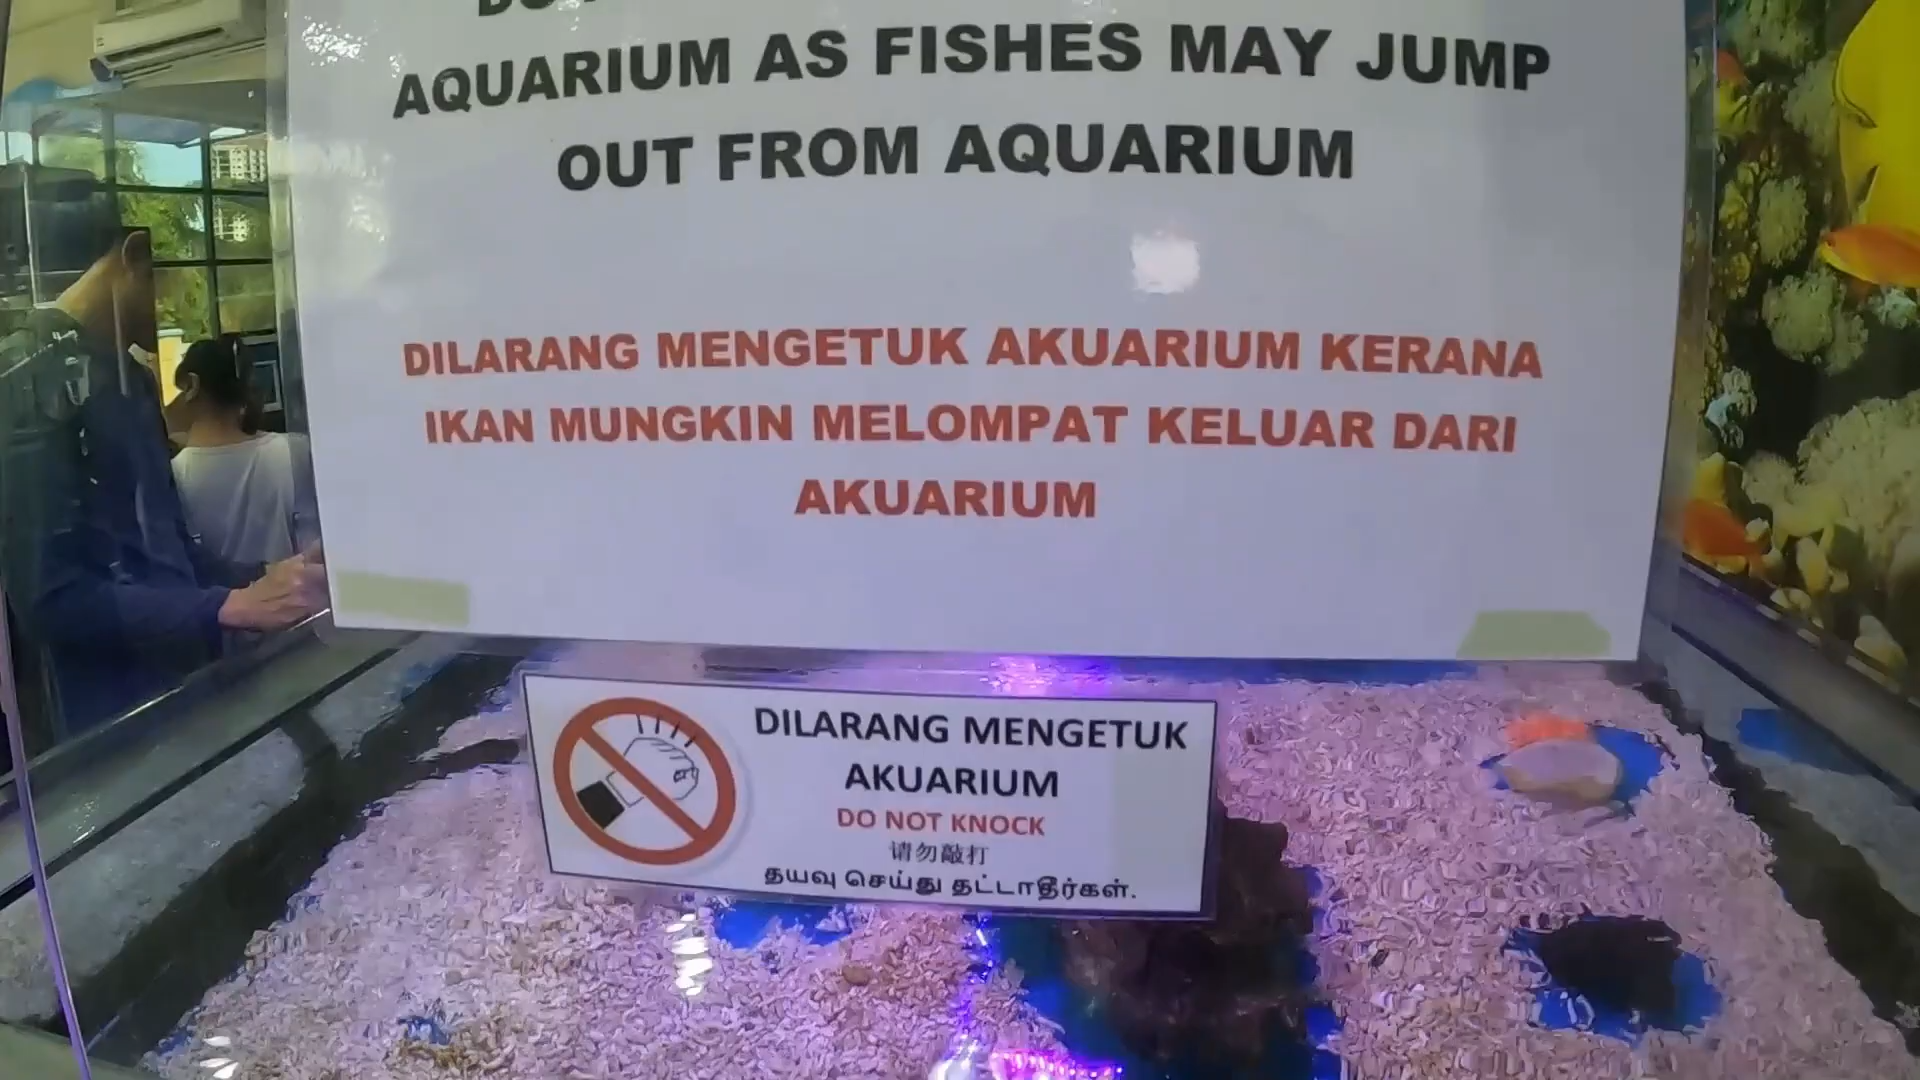 AQUARIUM AS FISHES MAY JUMP
OUT FROM AQUARIUM
DILARANG MENGETUK AKUARIUM KERANA
IKAN MUNGKIN MELOMPAT KELUAR DARI
AKUARIUM
DILARANG MENGETUK
AKUARIUM
DO NOT KNOCK
请勿敲打
தயவு செய்து தட்டாதீர்கள்.